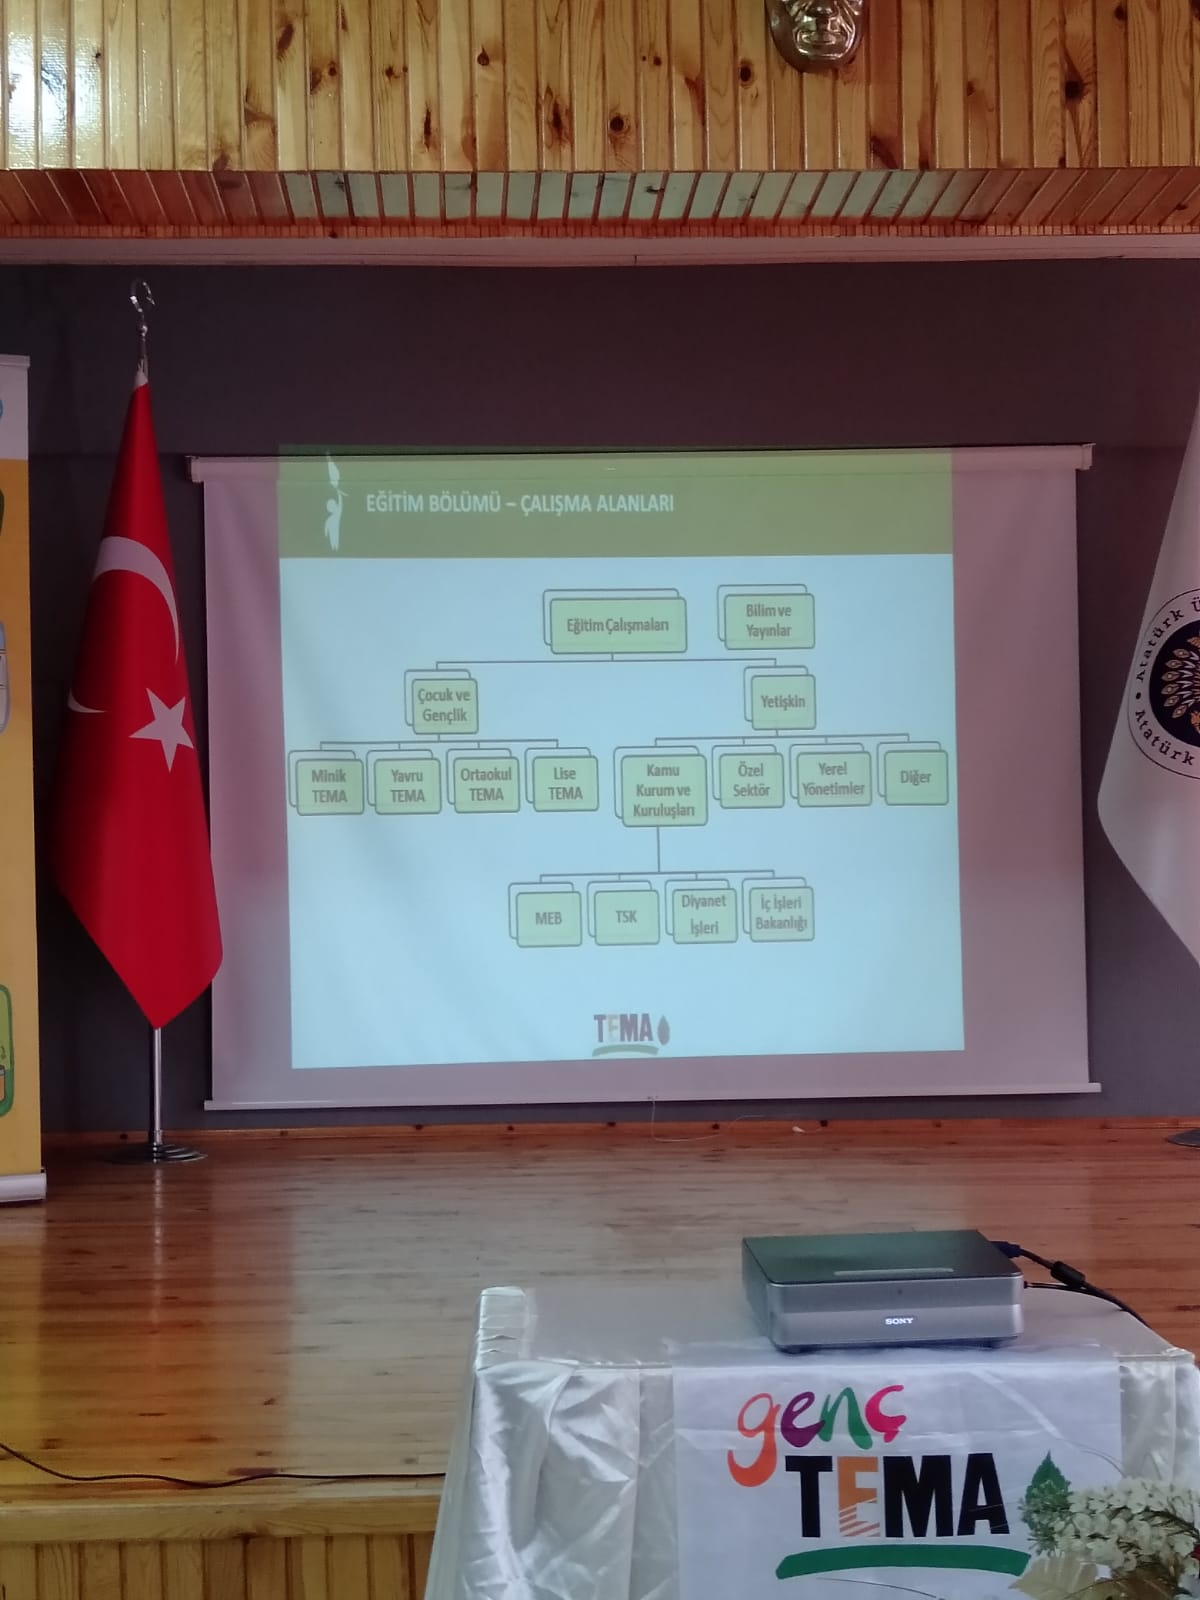 EĞİTİM BÖLÜMÜ – ÇALIŞMA ALANLARI
Eğitim Çalışmaları
Bilim ve
Yayınlar
Çocuk ve
Gençlik
Yetişkin
Minik
TEMA
Yavru
TEMA
Ortaokul
TEMA
Lise
TEMA
Kamu
Kurum ve
Kuruluşları
Özel
Sektör
Yerel
Yönetimler
Diğer
MEB
TSK
Diyanet
İşleri
İç İşleri
Bakanlığı
TEMA
Atatürk Ü
Atatürk
SONY
genç
TEMA